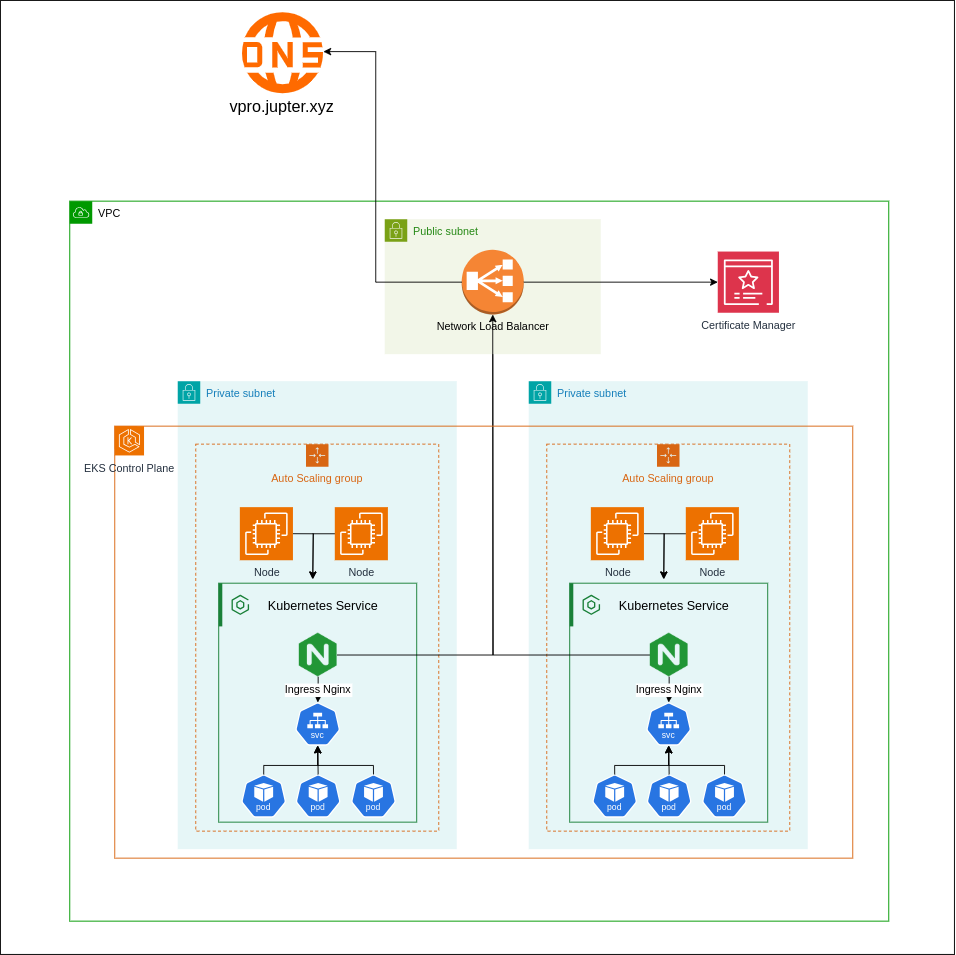 DNS
vpro.jupter.xyz
VPC
Public subnet
Network Load Balancer
Certificate Manager
Private subnet
Private subnet
EKS Control Plane
Auto Scaling group
Auto Scaling group
Node
Node
Node
Node
Kubernetes Service
Kubernetes Service
Ingress Nginx
Ingress Nginx
svc
svc
pod
pod
pod
pod
pod
pod